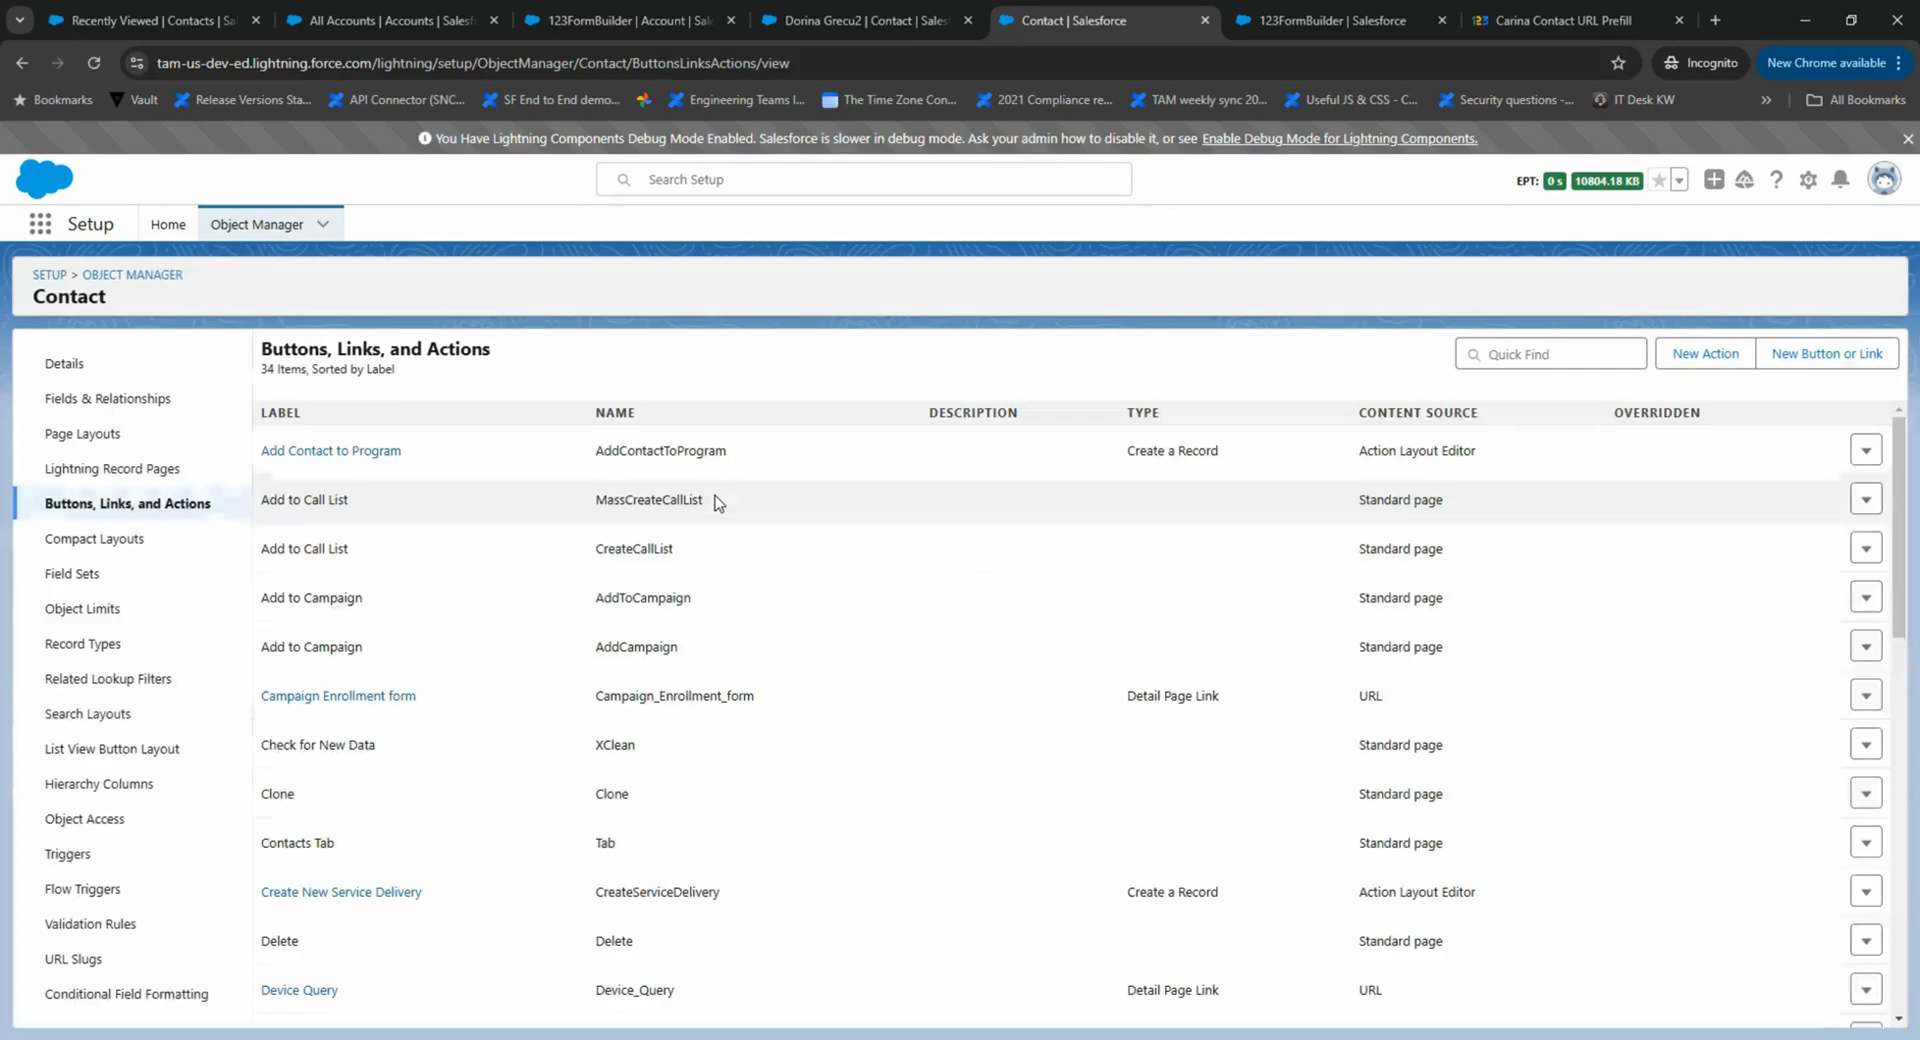 Recently Viewed | Contacts | Sa
All Accounts | Accounts | Salesf
123FormBuilder | Account | Sale
Dorina Grecu2 | Contact | Sales
Contact | Salesforce
123FormBuilder | Salesforce
Carina Contact URL Prefill
tam-us-dev-ed.lightning.force.com/lightning/setup/ObjectManager/Contact/ButtonsLinksActions/view
Incognito
New Chrome available
Bookmarks
Vault
Release Versions Sta...
API Connector (SNC...
SF End to End demo...
Engineering Teams I...
The Time Zone Con...
2021 Compliance re...
TAM weekly sync 20...
Useful JS & CSS - C...
Security questions -...
IT Desk KW
»
All Bookmarks
You Have Lightning Components Debug Mode Enabled. Salesforce is slower in debug mode. Ask your admin how to disable it, or see Enable Debug Mode for Lightning Components.
Search Setup
EPT: 0 s 10804.18 KB
Setup
Home
Object Manager
SETUP > OBJECT MANAGER
Contact
Details
Fields & Relationships
Page Layouts
Lightning Record Pages
Buttons, Links, and Actions
Compact Layouts
Field Sets
Object Limits
Record Types
Related Lookup Filters
Search Layouts
List View Button Layout
Hierarchy Columns
Object Access
Triggers
Flow Triggers
Validation Rules
URL Slugs
Conditional Field Formatting
Buttons, Links, and Actions
34 Items, Sorted by Label
Quick Find
New Action
New Button or Link
LABEL NAME DESCRIPTION TYPE CONTENT SOURCE OVERRIDDEN
Add Contact to Program AddContactToProgram Create a Record Action Layout Editor
Add to Call List MassCreateCallList Standard page
Add to Call List CreateCallList Standard page
Add to Campaign AddToCampaign Standard page
Add to Campaign AddCampaign Standard page
Campaign Enrollment form Campaign_Enrollment_form Detail Page Link URL
Check for New Data XClean Standard page
Clone Clone Standard page
Contacts Tab Tab Standard page
Create New Service Delivery CreateServiceDelivery Create a Record Action Layout Editor
Delete Delete Standard page
Device Query Device_Query Detail Page Link URL